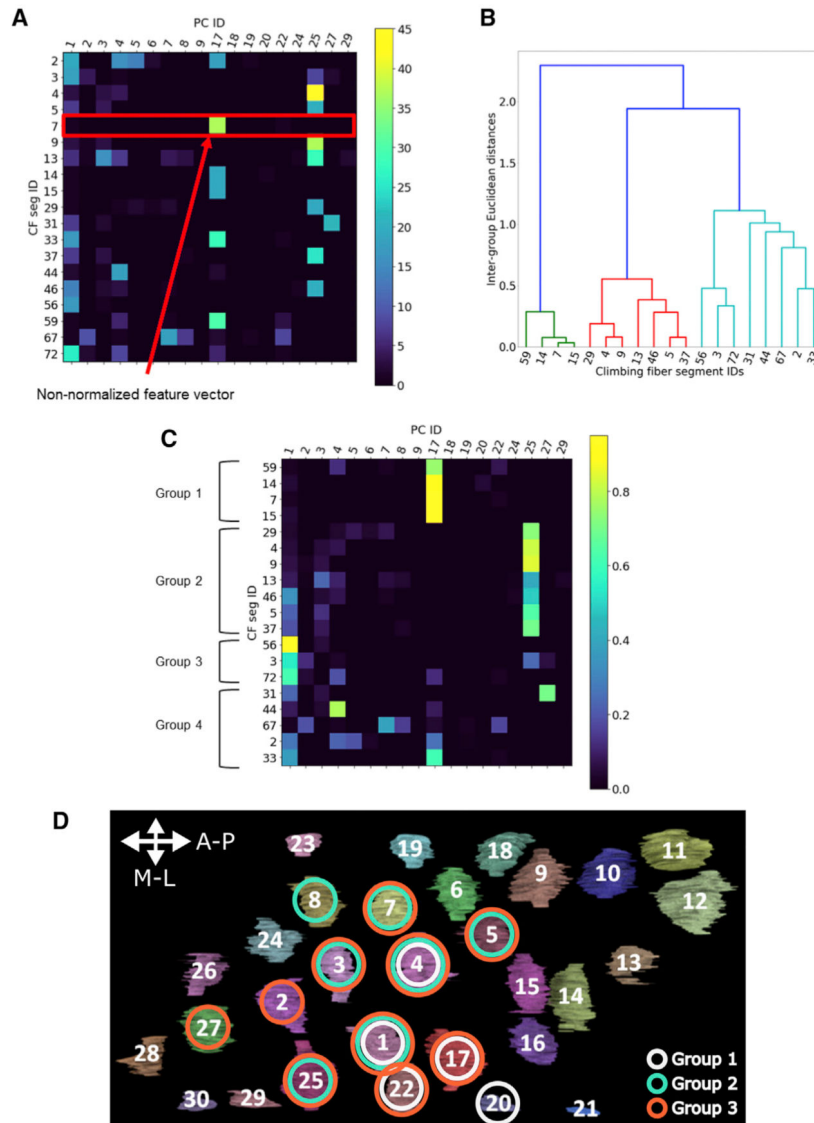 A
PC ID
1 2 3 4 5 6 7 8 9 17 18 19 20 22 24 25 27 29
2
3
4
5
7
9
13
14
15
29
31
33
37
44
46
56
59
67
72
CF seg ID
45
40
35
30
25
20
15
10
5
0
Non-normalized feature vector
B
Inter-group Euclidean distances
2.0
1.5
1.0
0.5
0.0
59 14 7 15 29 4 9 13 46 5 37 56 3 72 31 44 67 2 33
Climbing fiber segment IDs
C
PC ID
1 2 3 4 5 6 7 8 9 17 18 19 20 22 24 25 27 29
Group 1
Group 2
Group 3
Group 4
CF seg ID
59
14
7
15
29
4
9
13
46
5
37
56
3
72
31
44
67
2
33
0.8
0.6
0.4
0.2
0.0
D
A-P
M-L
23 19 18 9 10 11
8 7 6 12
24 3 4 5
26 15 14 13
2
27 1 17 16
28 25 22
30 29 20 21
Group 1
Group 2
Group 3